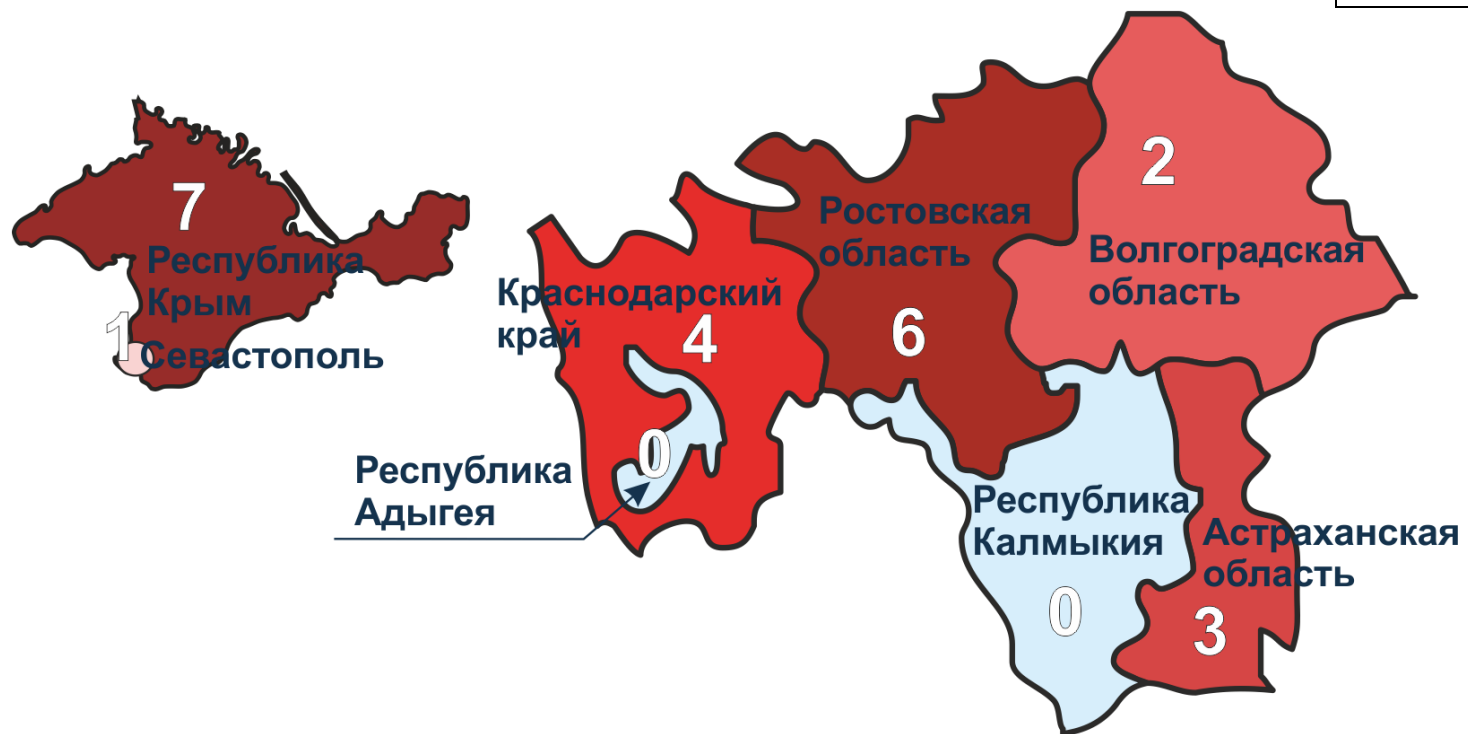 7
Республика
Крым
1
Севастополь
Краснодарский
край
4
0
Республика
Адыгея
Ростовская
область
6
2
Волгоградская
область
Республика
Калмыкия
0
Астраханская
область
3